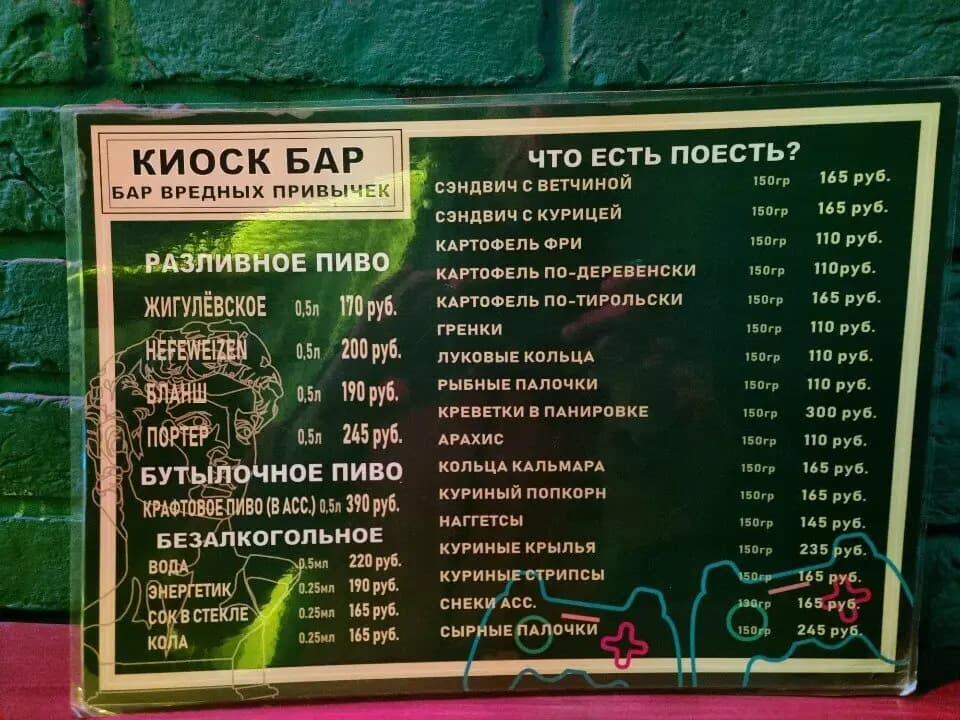 КИОСК БАР
БАР ВРЕДНЫХ ПРИВЫЧЕК
РАЗЛИВНОЕ ПИВО
ЖИГУЛЁВСКОЕ 0,5л 170 руб.
HEFEWEIZEN 0,5л 200 руб.
БЛАНШ 0,5л 190 руб.
ПОРТЕР 0,5л 245 руб.
БУТЫЛОЧНОЕ ПИВО
КРАФТОВОЕ ПИВО (В АСС.) 0,5л 390 руб.
БЕЗАЛКОГОЛЬНОЕ
ВОДА 0.5мл 220 руб.
ЭНЕРГЕТИК 0.25мл 190 руб.
СОК В СТЕКЛЕ 0.25мл 165 руб.
КОЛА 0.25мл 165 руб.
ЧТО ЕСТЬ ПОЕСТЬ?
СЭНДВИЧ С ВЕТЧИНОЙ 150гр 165 руб.
СЭНДВИЧ С КУРИЦЕЙ 150гр 165 руб.
КАРТОФЕЛЬ ФРИ 150гр 110 руб.
КАРТОФЕЛЬ ПО-ДЕРЕВЕНСКИ 150гр 110руб.
КАРТОФЕЛЬ ПО-ТИРОЛЬСКИ 150гр 165 руб.
ГРЕНКИ 150гр 110 руб.
ЛУКОВЫЕ КОЛЬЦА 150гр 110 руб.
РЫБНЫЕ ПАЛОЧКИ 150гр 110 руб.
КРЕВЕТКИ В ПАНИРОВКЕ 150гр 300 руб.
АРАХИС 150гр 110 руб.
КОЛЬЦА КАЛЬМАРА 150гр 165 руб.
КУРИНЫЙ ПОПКОРН 150гр 165 руб.
НАГГЕТСЫ 150гр 145 руб.
КУРИНЫЕ КРЫЛЬЯ 150гр 235 руб.
КУРИНЫЕ СТРИПСЫ 150гр 165 руб.
СНЕКИ АСС. 130гр 165 руб.
СЫРНЫЕ ПАЛОЧКИ 150гр 245 руб.